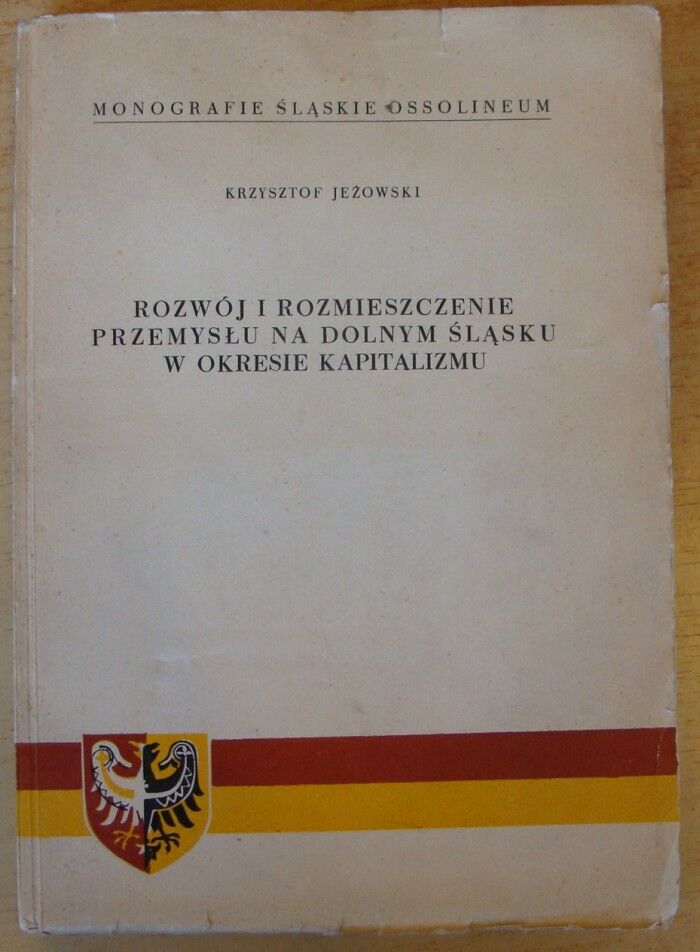 MONOGRAFIE ŚLĄSKIE OSSOLINEUM
KRZYSZTOF JEŻOWSKI
ROZWÓJ I ROZMIESZCZENIE
PRZEMYSŁU NA DOLNYM ŚLĄSKU
W OKRESIE KAPITALIZMU